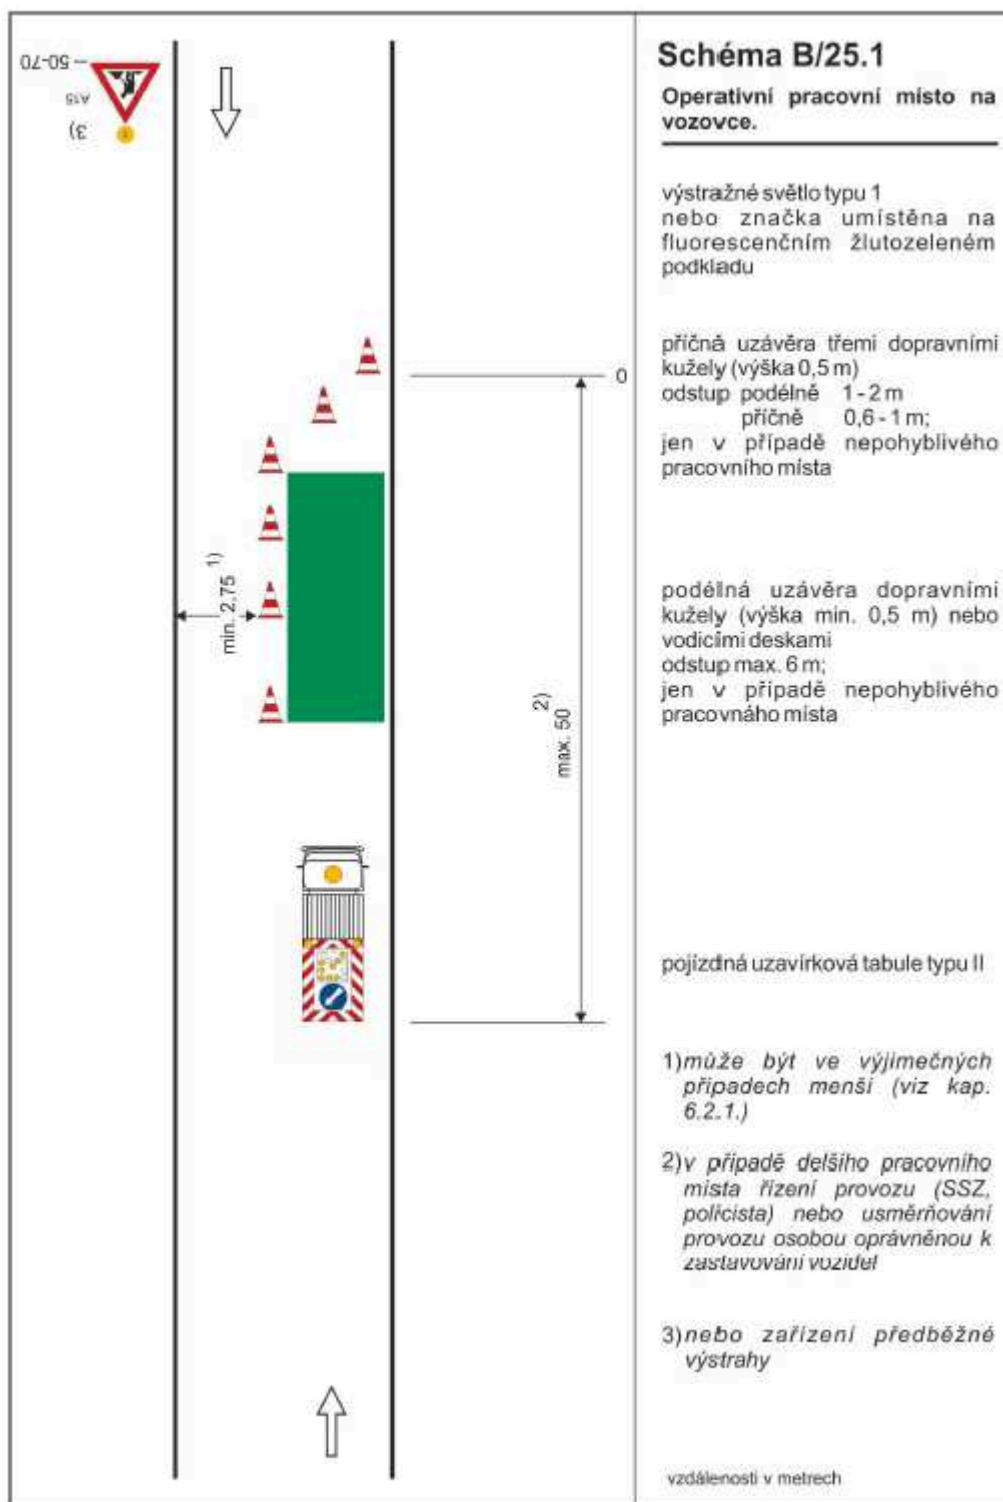 50-70
A15
3)
0
min. 2,75 1)
max. 50 2)
Schéma B/25.1
Operativní pracovní místo na
vozovce.
výstražné světlo typu 1
nebo značka umístěna na
fluorescenčním žlutozeleném
podkladu
příčná uzávěra třemi dopravními
kužely (výška 0,5 m)
odstup podélně 1 - 2 m
příčně 0,6 - 1 m;
jen v případě nepohyblivého
pracovního místa
podélná uzávěra dopravními
kužely (výška min. 0,5 m) nebo
vodicími deskami
odstup max. 6 m;
jen v případě nepohyblivého
pracovnáho místa
pojízdná uzavírková tabule typu II
1) může být ve výjimečných
případech menší (viz kap.
6.2.1.)
2) v případě delšího pracovního
místa řízení provozu (SSZ,
policista) nebo usměrňování
provozu osobou oprávněnou k
zastavování vozidel
3) nebo zařízení předběžné
výstrahy
vzdálenosti v metrech